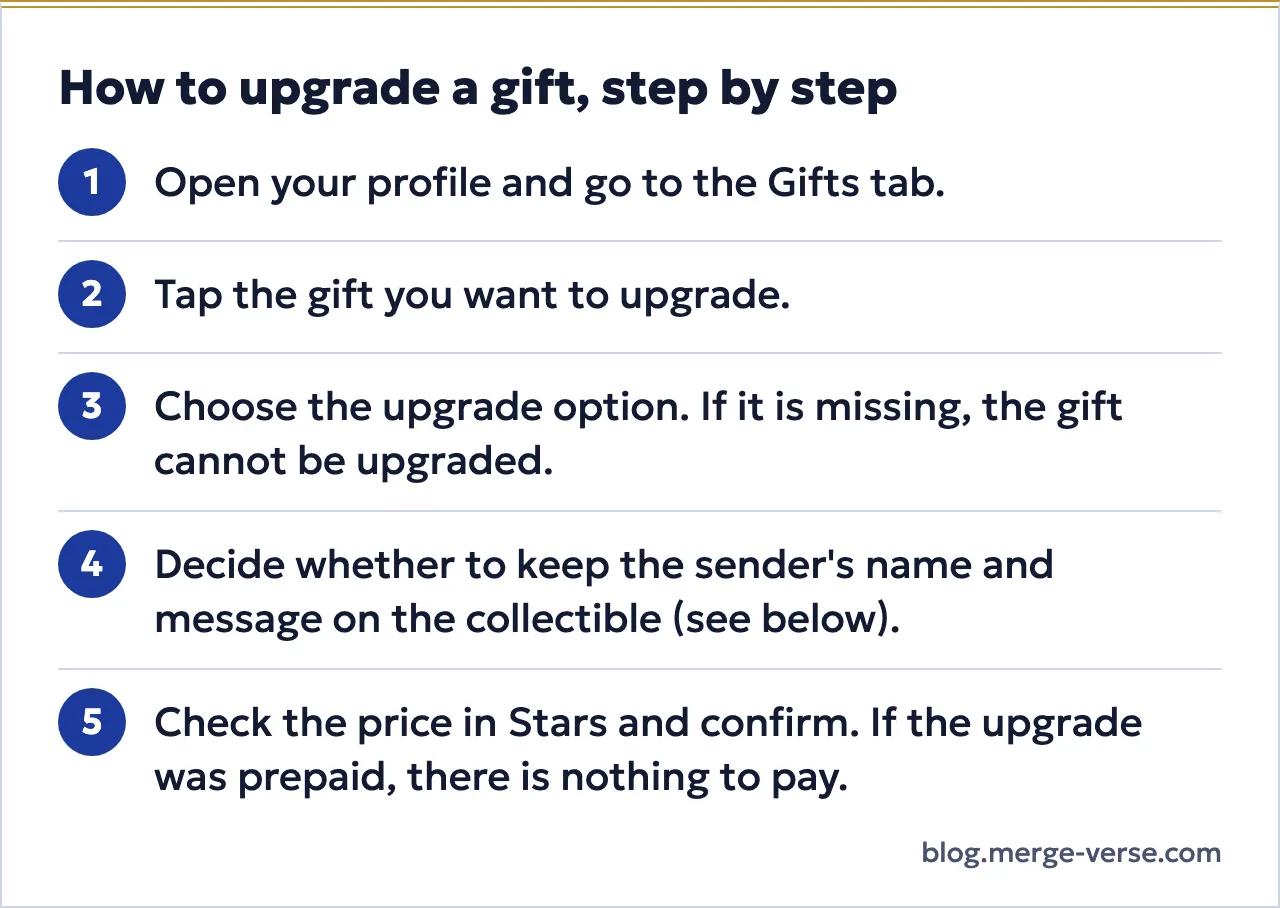 How to upgrade a gift, step by step
1 Open your profile and go to the Gifts tab.
2 Tap the gift you want to upgrade.
3 Choose the upgrade option. If it is missing, the gift
cannot be upgraded.
4 Decide whether to keep the sender's name and
message on the collectible (see below).
5 Check the price in Stars and confirm. If the upgrade
was prepaid, there is nothing to pay.
blog.merge-verse.com